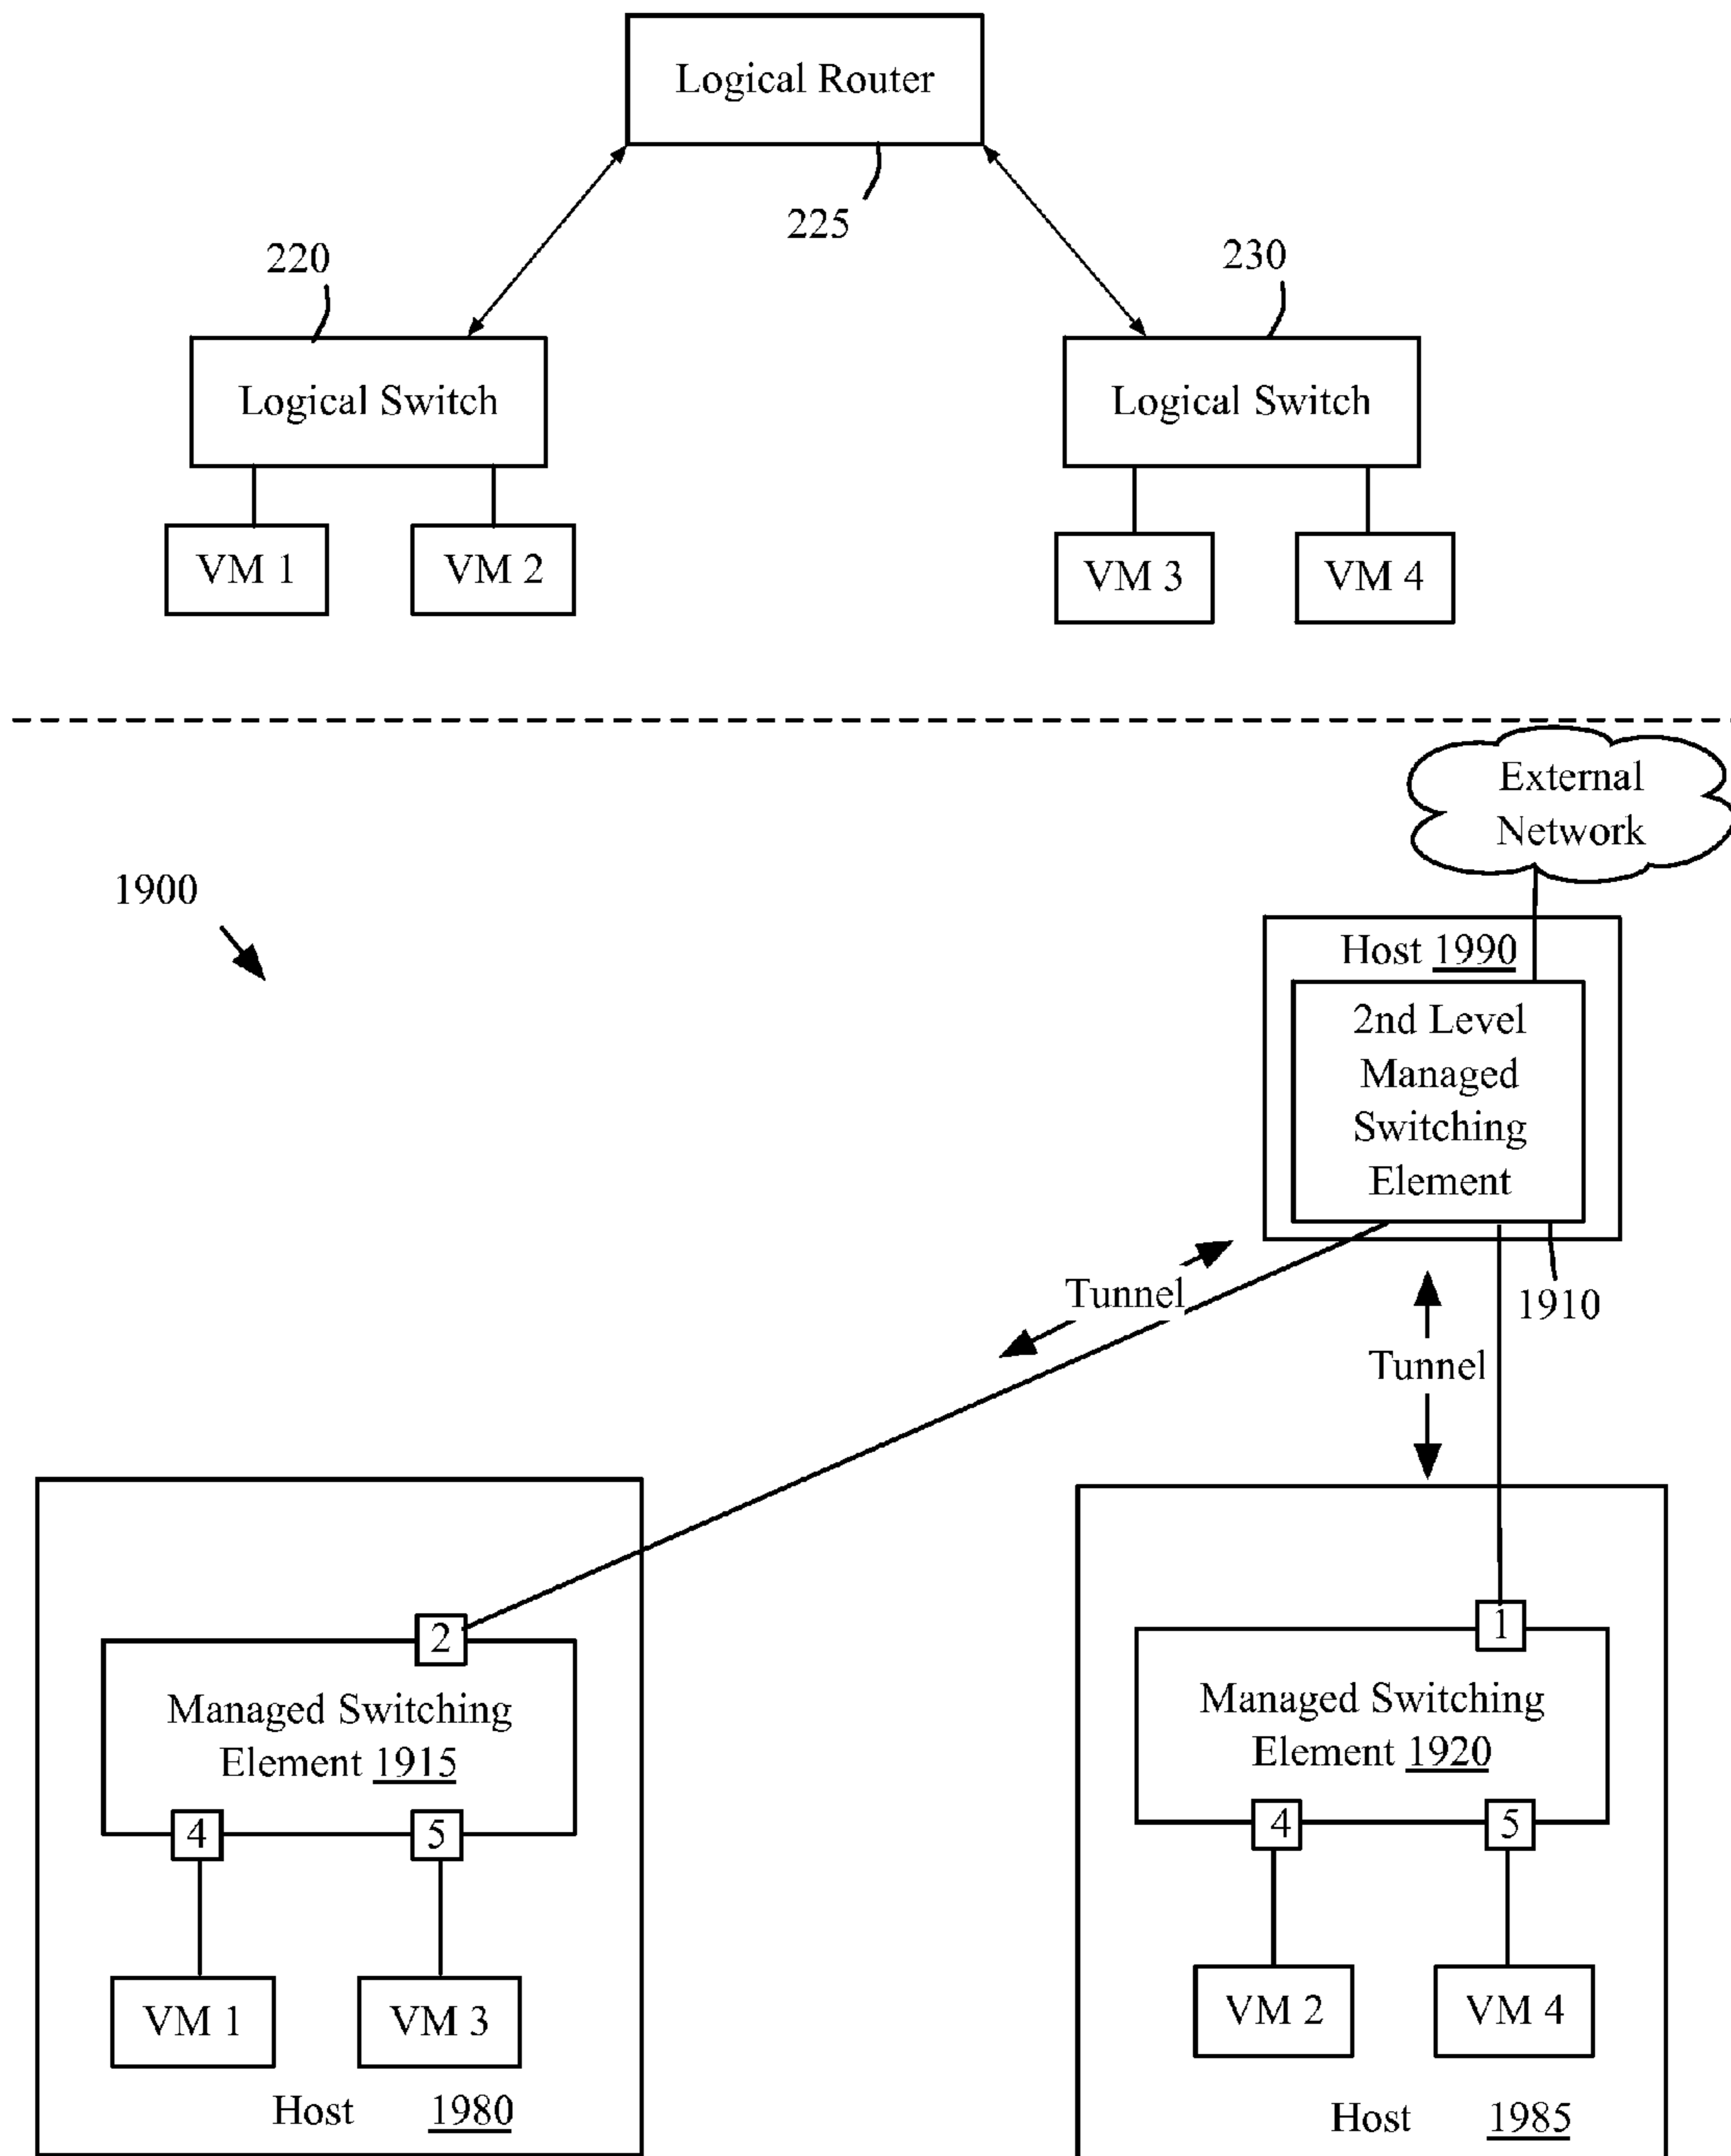 Logical Router
225
220
230
Logical Switch
Logical Switch
VM 1
VM 2
VM 3
VM 4
External
Network
1900
Host 1990
2nd Level
Managed
Switching
Element
1910
Tunnel
Tunnel
2
1
Managed Switching
Element 1915
Managed Switching
Element 1920
4
5
4
5
VM 1
VM 3
VM 2
VM 4
Host 1980
Host 1985